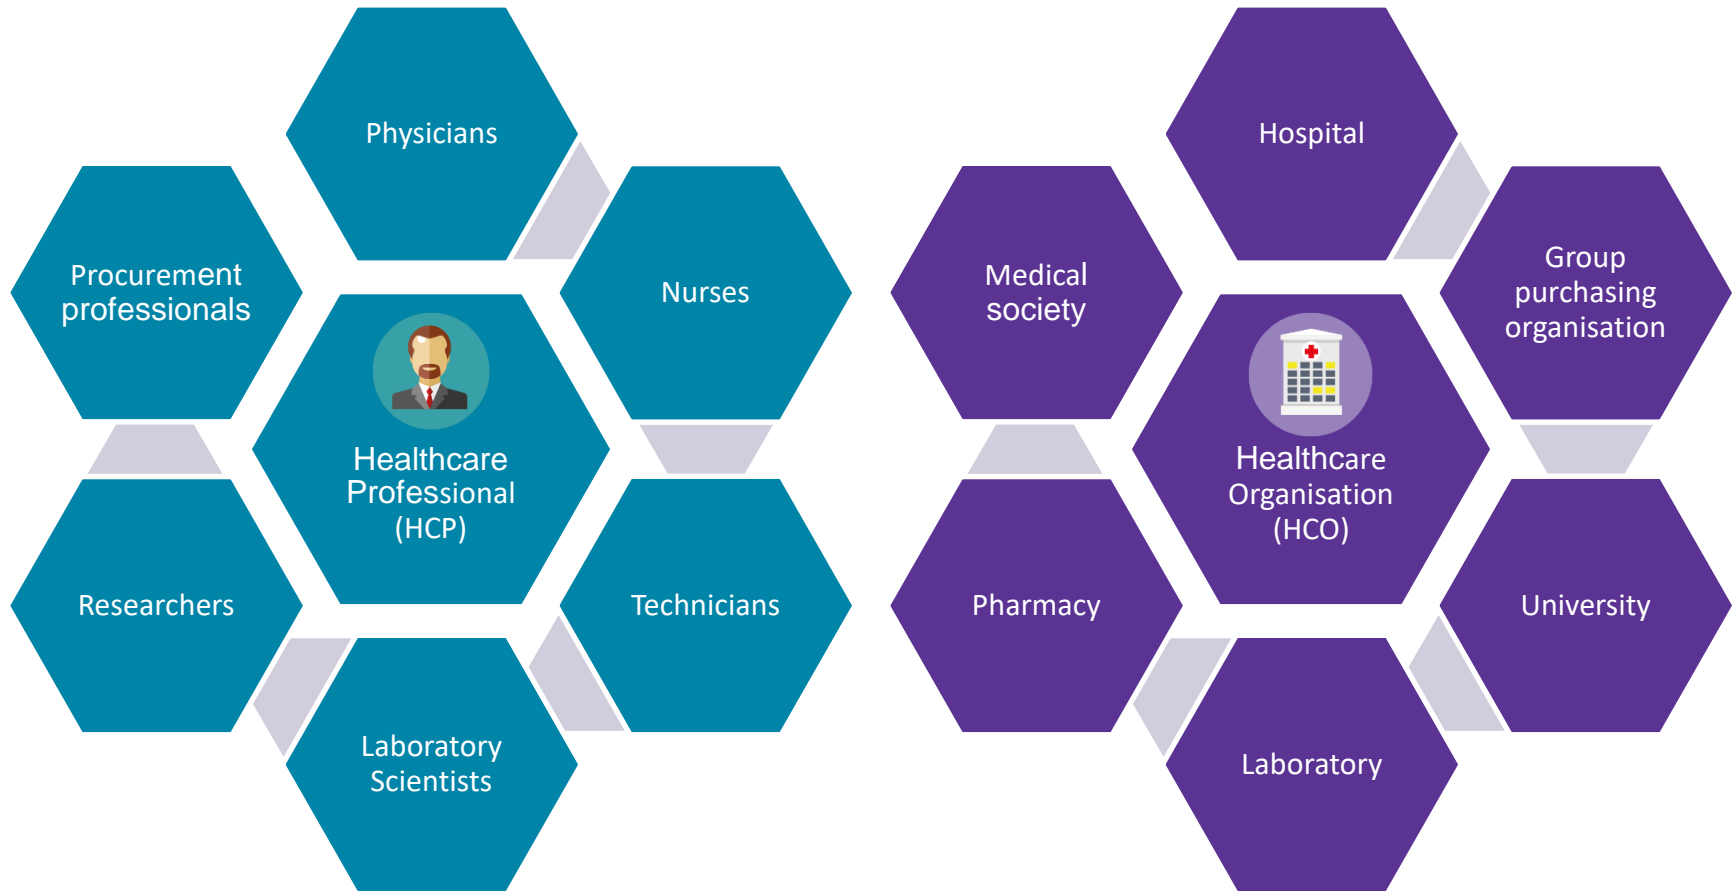 Physicians
Procurement
professionals
Nurses
Healthcare
Professional
(HCP)
Researchers
Technicians
Laboratory
Scientists
Hospital
Medical
society
Group
purchasing
organisation
Healthcare
Organisation
(HCO)
Pharmacy
University
Laboratory